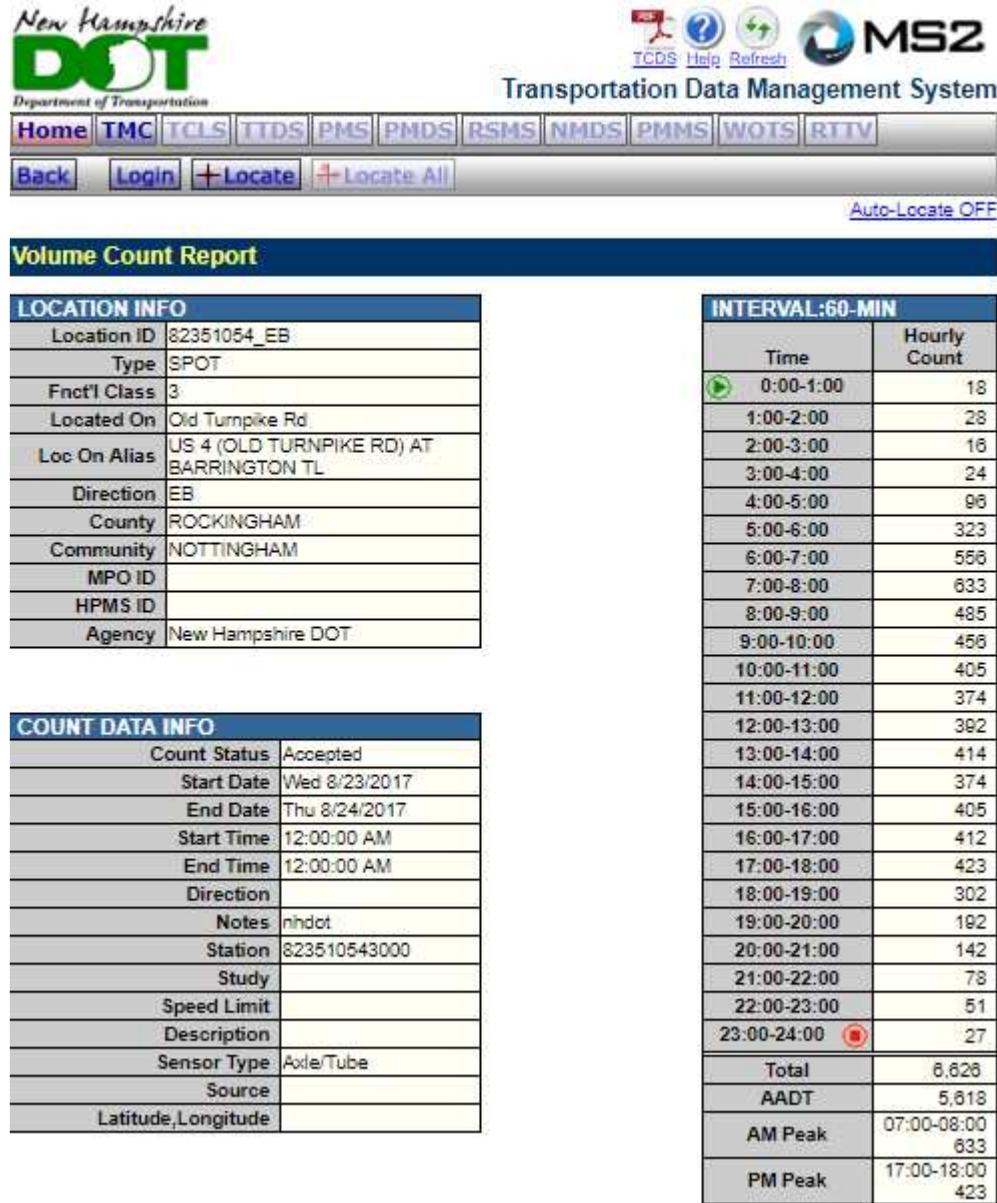 New Hampshire
DOT
Department of Transportation
TCDS Help Refresh
MS2
Transportation Data Management System
Home TMC TCLS TTDS PMS PMDS RSMS NMDS PMMS WOTS RTTV
Back Login Locate Locate All
Auto-Locate OFF
Volume Count Report
LOCATION INFO
Location ID 82351054_EB
Type SPOT
Fnct'l Class 3
Located On Old Turnpike Rd
Loc On Alias US 4 (OLD TURNPIKE RD) AT
BARRINGTON TL
Direction EB
County ROCKINGHAM
Community NOTTINGHAM
MPO ID
HPMS ID
Agency New Hampshire DOT
COUNT DATA INFO
Count Status Accepted
Start Date Wed 8/23/2017
End Date Thu 8/24/2017
Start Time 12:00:00 AM
End Time 12:00:00 AM
Direction
Notes nhdot
Station 823510543000
Study
Speed Limit
Description
Sensor Type Axle/Tube
Source
Latitude,Longitude
INTERVAL:60-MIN
Time Hourly Count
0:00-1:00 18
1:00-2:00 28
2:00-3:00 16
3:00-4:00 24
4:00-5:00 96
5:00-6:00 323
6:00-7:00 556
7:00-8:00 633
8:00-9:00 485
9:00-10:00 456
10:00-11:00 405
11:00-12:00 374
12:00-13:00 392
13:00-14:00 414
14:00-15:00 374
15:00-16:00 405
16:00-17:00 412
17:00-18:00 423
18:00-19:00 302
19:00-20:00 192
20:00-21:00 142
21:00-22:00 78
22:00-23:00 51
23:00-24:00 27
Total 6,626
AADT 5,618
AM Peak 07:00-08:00
633
PM Peak 17:00-18:00
423